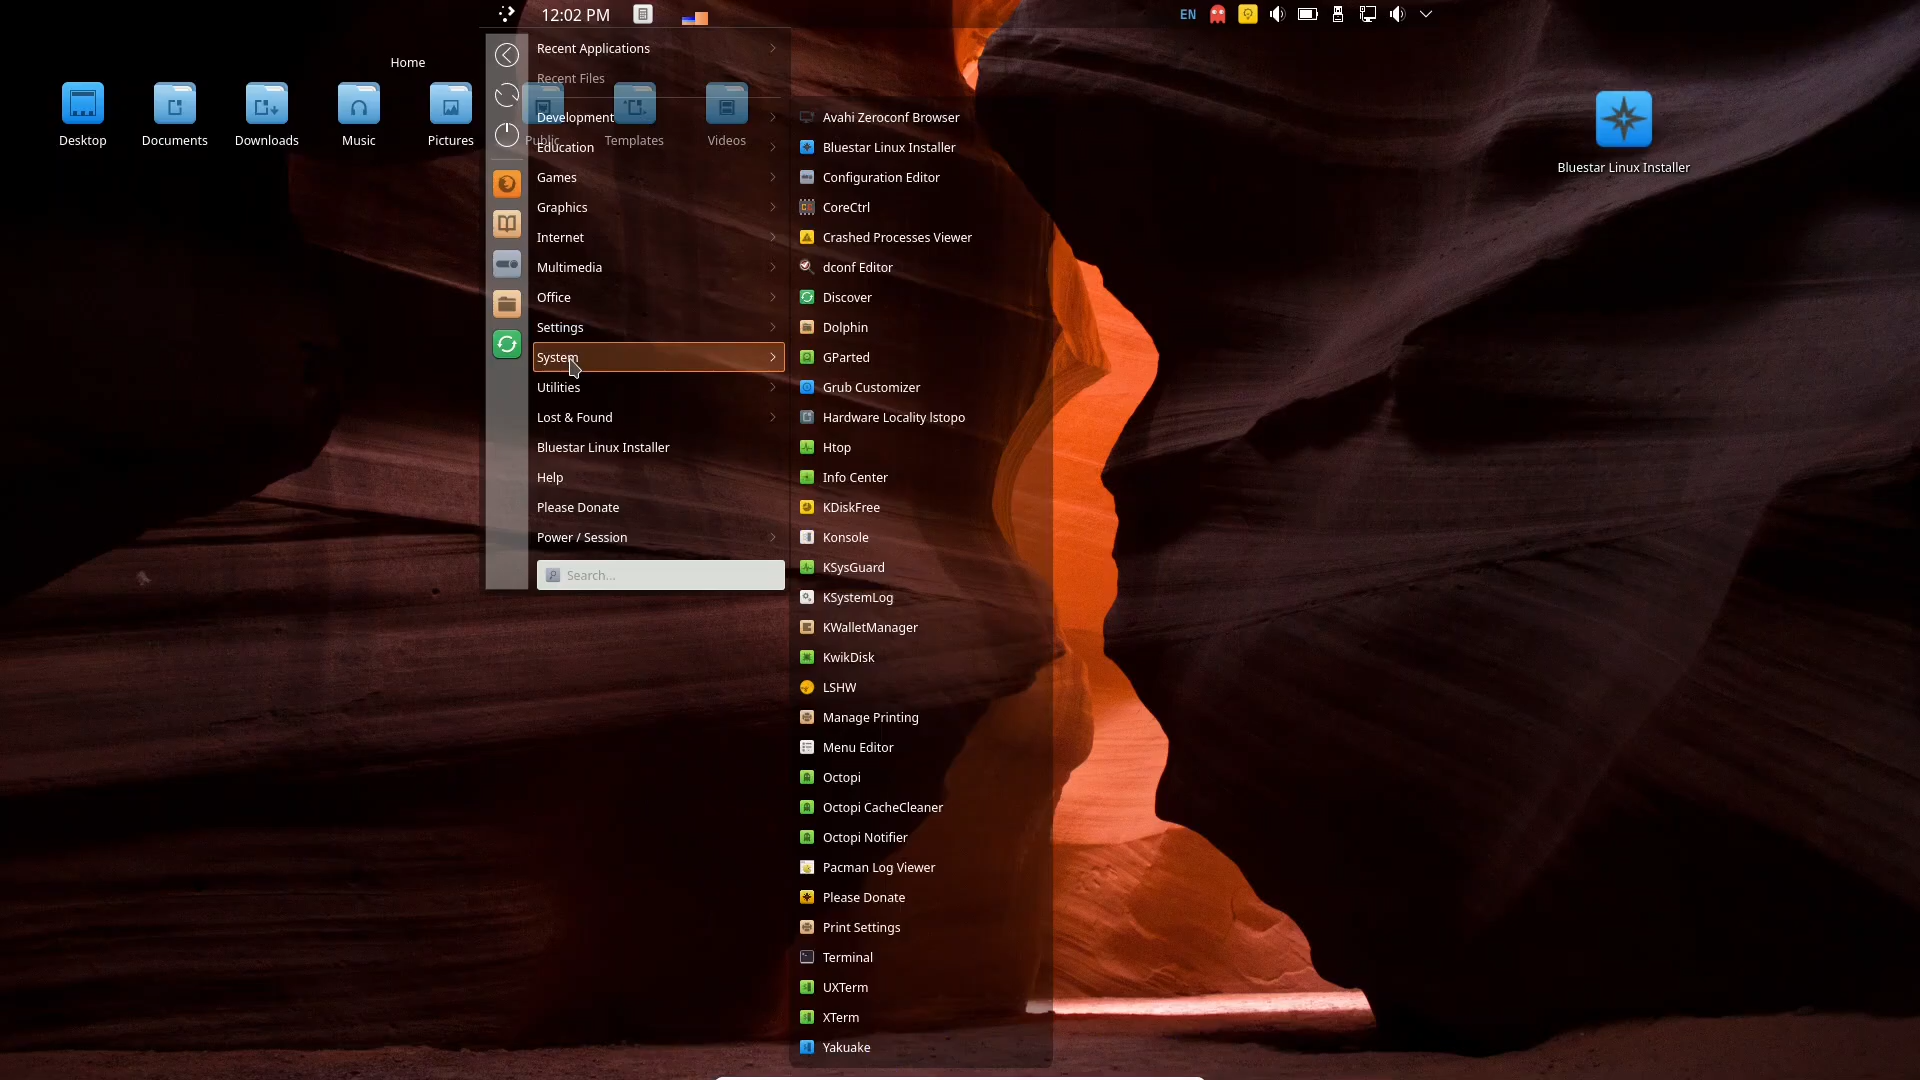 12:02 PM
EN
Home
Desktop
Documents
Downloads
Music
Pictures
Public
Templates
Videos
Bluestar Linux Installer
Recent Applications
Recent Files
Development
Education
Games
Graphics
Internet
Multimedia
Office
Settings
System
Utilities
Lost & Found
Bluestar Linux Installer
Help
Please Donate
Power / Session
Search...
Avahi Zeroconf Browser
Bluestar Linux Installer
Configuration Editor
CoreCtrl
Crashed Processes Viewer
dconf Editor
Discover
Dolphin
GParted
Grub Customizer
Hardware Locality lstopo
Htop
Info Center
KDiskFree
Konsole
KSysGuard
KSystemLog
KWalletManager
KwikDisk
LSHW
Manage Printing
Menu Editor
Octopi
Octopi CacheCleaner
Octopi Notifier
Pacman Log Viewer
Please Donate
Print Settings
Terminal
UXTerm
XTerm
Yakuake